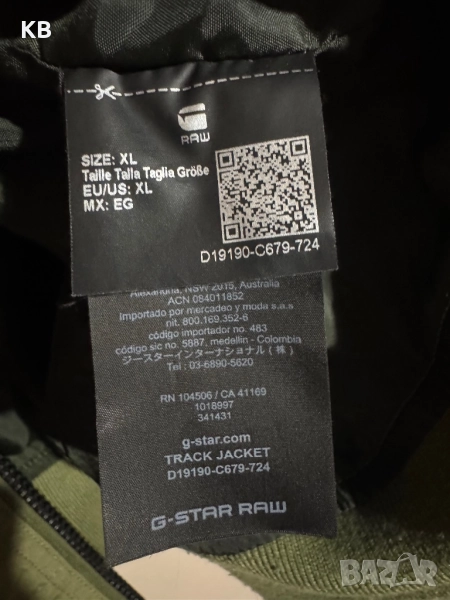 KB
G
RAW
SIZE: XL
Taille Talla Taglia Größe
EU/US: XL
MX: EG
D19190-C679-724
Alexandria, NSW 2015, Australia
ACN 084011852
Importado por mercadeo y moda s.a.s
nit. 800.169.352-8
código importador no. 483
código sic no. 5887, medellin - Colombia
ジースターインターナショナル(株)
Tel : 03-6890-5620
RN 104506 / CA 41169
1018997
341431
g-star.com
TRACK JACKET
D19190-C679-724
G-STAR RAW
BAZAR